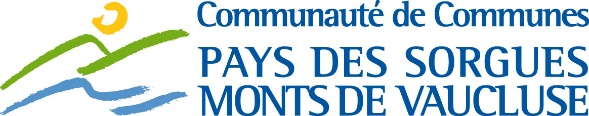 Communauté de Communes
PAYS DES SORGUES
MONTS DE VAUCLUSE